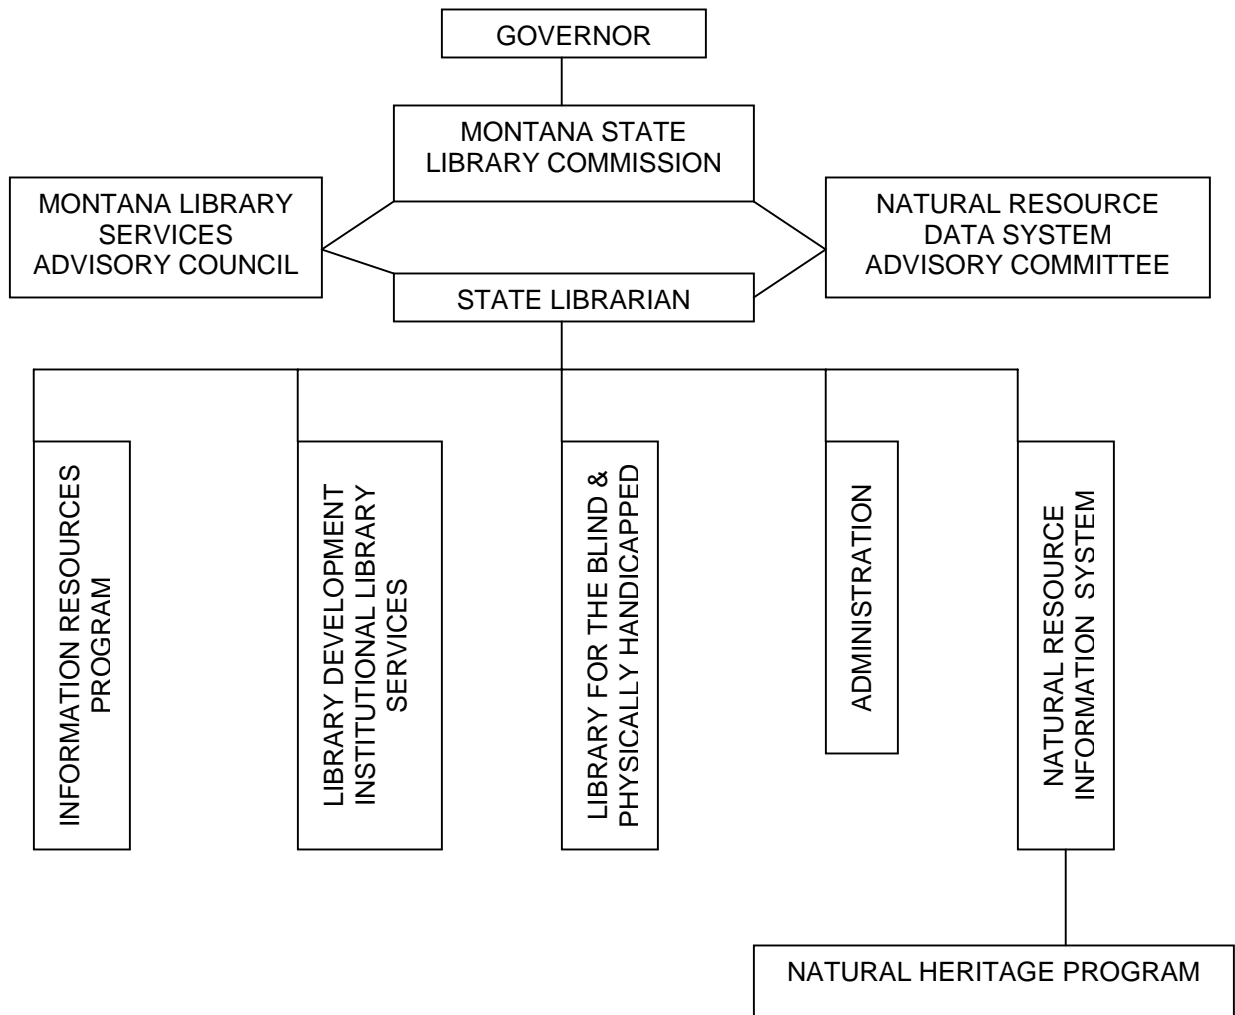 GOVERNOR
MONTANA STATE
LIBRARY COMMISSION
MONTANA LIBRARY
SERVICES
ADVISORY COUNCIL
NATURAL RESOURCE
DATA SYSTEM
ADVISORY COMMITTEE
STATE LIBRARIAN
INFORMATION RESOURCES
PROGRAM
LIBRARY DEVELOPMENT
INSTITUTIONAL LIBRARY
SERVICES
LIBRARY FOR THE BLIND &
PHYSICALLY HANDICAPPED
ADMINISTRATION
NATURAL RESOURCE
INFORMATION SYSTEM
NATURAL HERITAGE PROGRAM